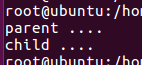 root@ubuntu:/ho
parent ....
child ....
root@ubuntu:/ho